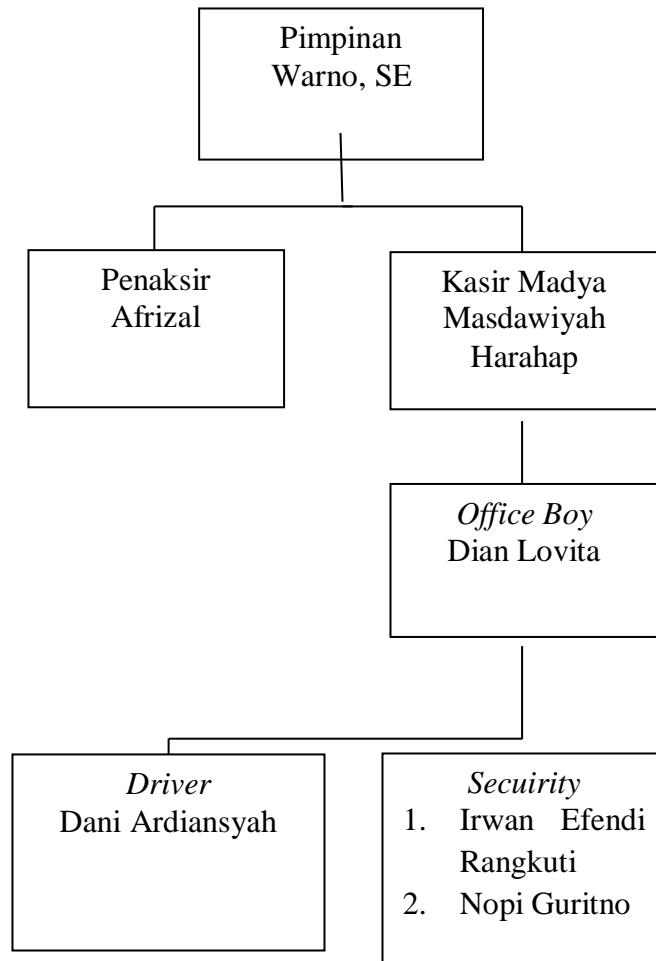 Pimpinan
Warno, SE
Penaksir
Afrizal
Kasir Madya
Masdawiyah
Harahap
Office Boy
Dian Lovita
Driver
Dani Ardiansyah
Secuirity
1. Irwan Efendi
Rangkuti
2. Nopi Guritno